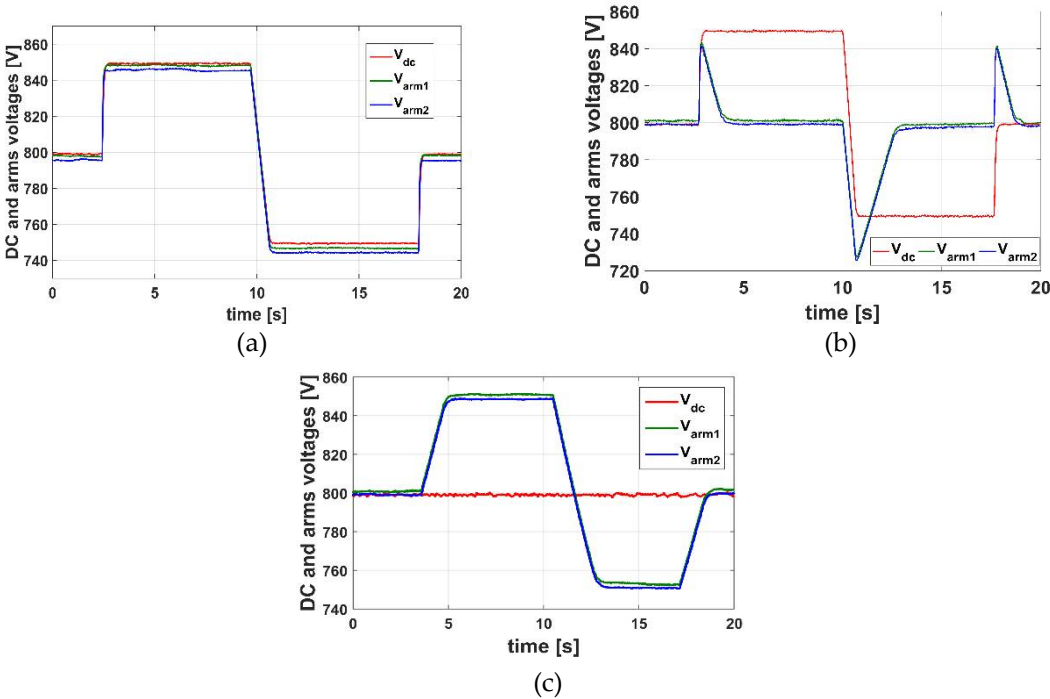 DC and arms voltages [V]
860
840
820
800
780
760
740
0
5
10
15
20
time [s]
V_dc
V_arm1
V_arm2
(a)
DC and arms voltages [V]
860
840
820
800
780
760
740
720
0
5
10
15
20
time [s]
V_dc V_arm1 V_arm2
(b)
DC and arms voltages [V]
860
840
820
800
780
760
740
0
5
10
15
20
time [s]
V_dc
V_arm1
V_arm2
(c)